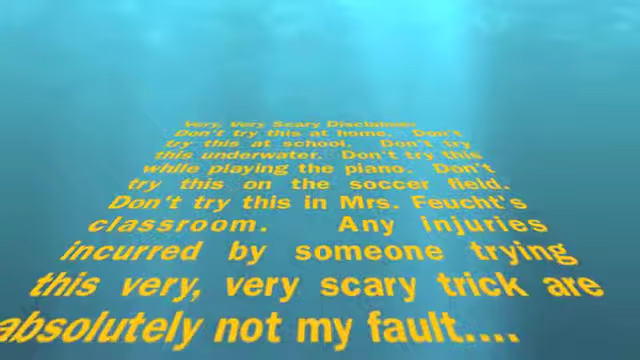 Very, Very Scary Disclaimer
Don't try this at home. Don't
try this at school. Don't try
this underwater. Don't try this
while playing the piano. Don't
try this on the soccer field.
Don't try this in Mrs. Feucht's
classroom. Any injuries
incurred by someone trying
this very, very scary trick are
absolutely not my fault....